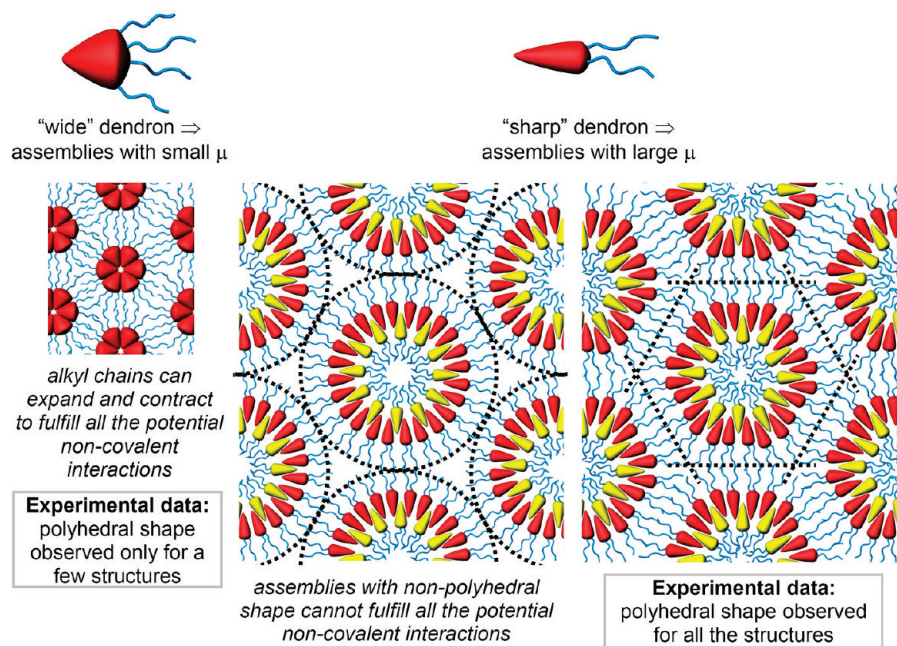 “wide” dendron ⇒
assemblies with small μ
“sharp” dendron ⇒
assemblies with large μ
alkyl chains can
expand and contract
to fulfill all the potential
non-covalent
interactions
Experimental data:
polyhedral shape
observed only for a
few structures
assemblies with non-polyhedral
shape cannot fulfill all the potential
non-covalent interactions
Experimental data:
polyhedral shape observed
for all the structures